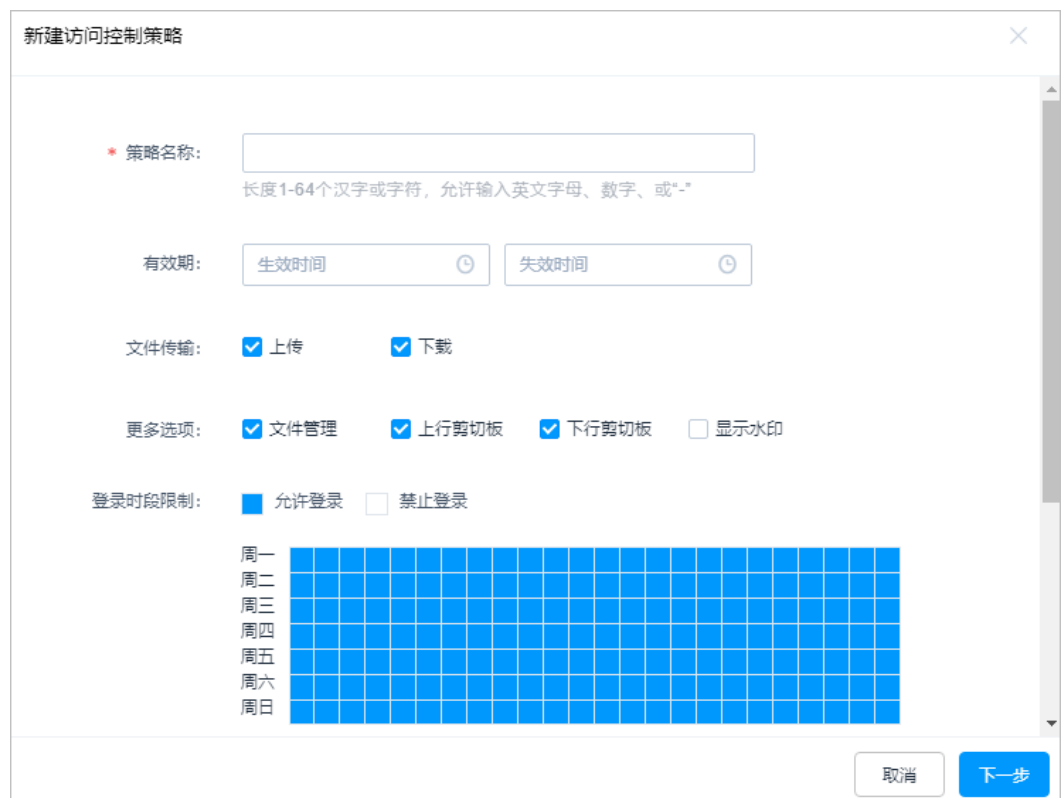 新建访问控制策略
* 策略名称:
长度1-64个汉字或字符，允许输入英文字母、数字、或“-”
有效期: 生效时间 失效时间
文件传输: 上传 下载
更多选项: 文件管理 上行剪切板 下行剪切板 显示水印
登录时段限制: 允许登录 禁止登录
周一
周二
周三
周四
周五
周六
周日
取消 下一步